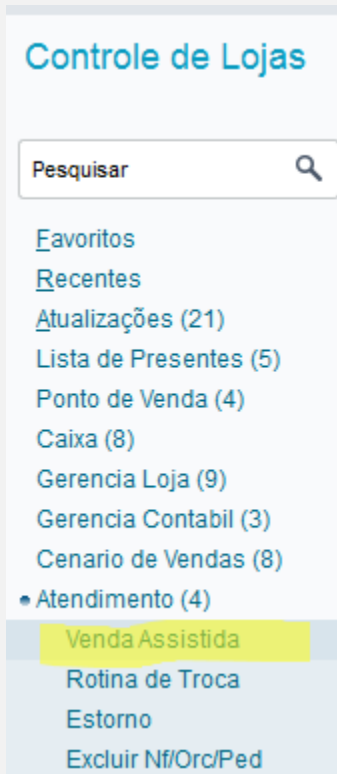 Controle de Lojas
Pesquisar
Favoritos
Recentes
Atualizações (21)
Lista de Presentes (5)
Ponto de Venda (4)
Caixa (8)
Gerencia Loja (9)
Gerencia Contabil (3)
Cenario de Vendas (8)
Atendimento (4)
Venda Assistida
Rotina de Troca
Estorno
Excluir Nf/Orc/Ped